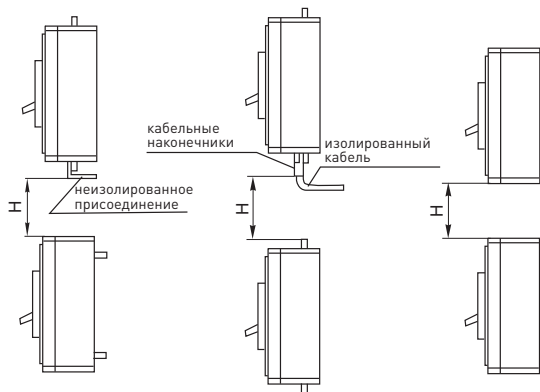 кабельные
наконечники
изолированный
кабель
неизолированное
присоединение
H
H
H